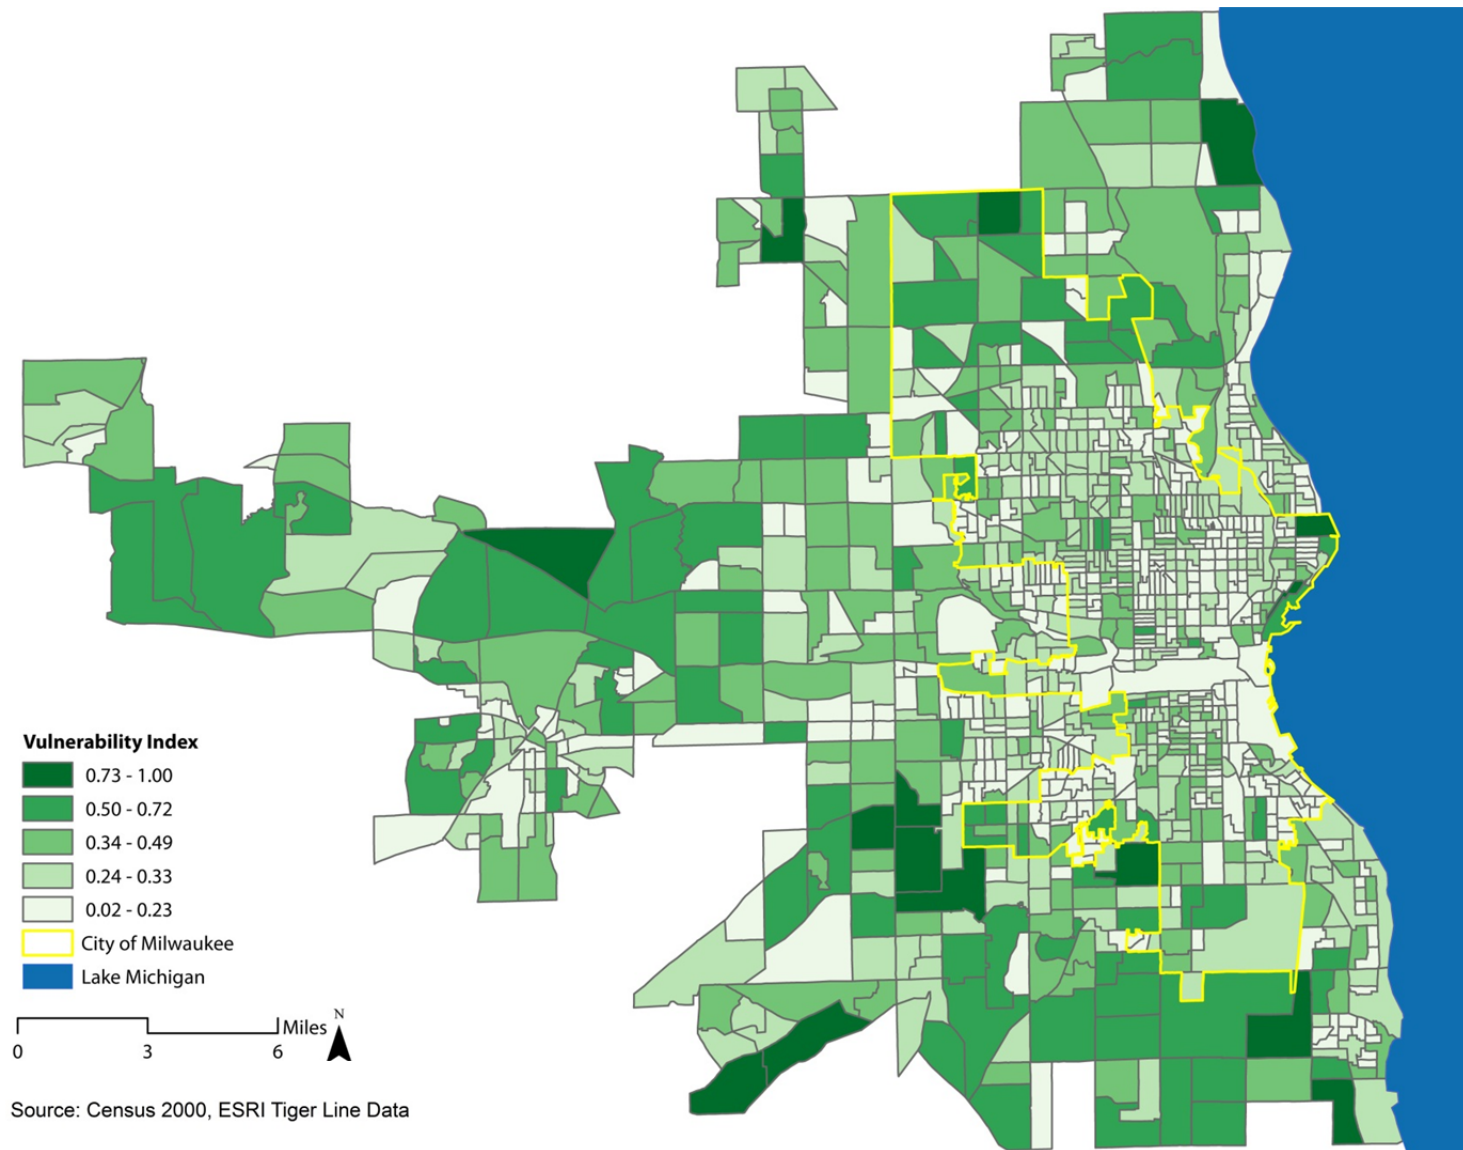 Vulnerability Index
0.73 - 1.00
0.50 - 0.72
0.34 - 0.49
0.24 - 0.33
0.02 - 0.23
City of Milwaukee
Lake Michigan
Miles
N
0 3 6
Source: Census 2000, ESRI Tiger Line Data